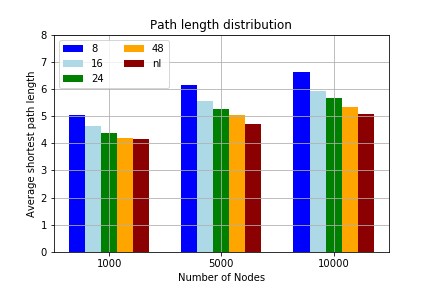 Path length distribution
8
16
24
48
nl
Average shortest path length
8
7
6
5
4
3
2
1
0
1000 5000 10000
Number of Nodes